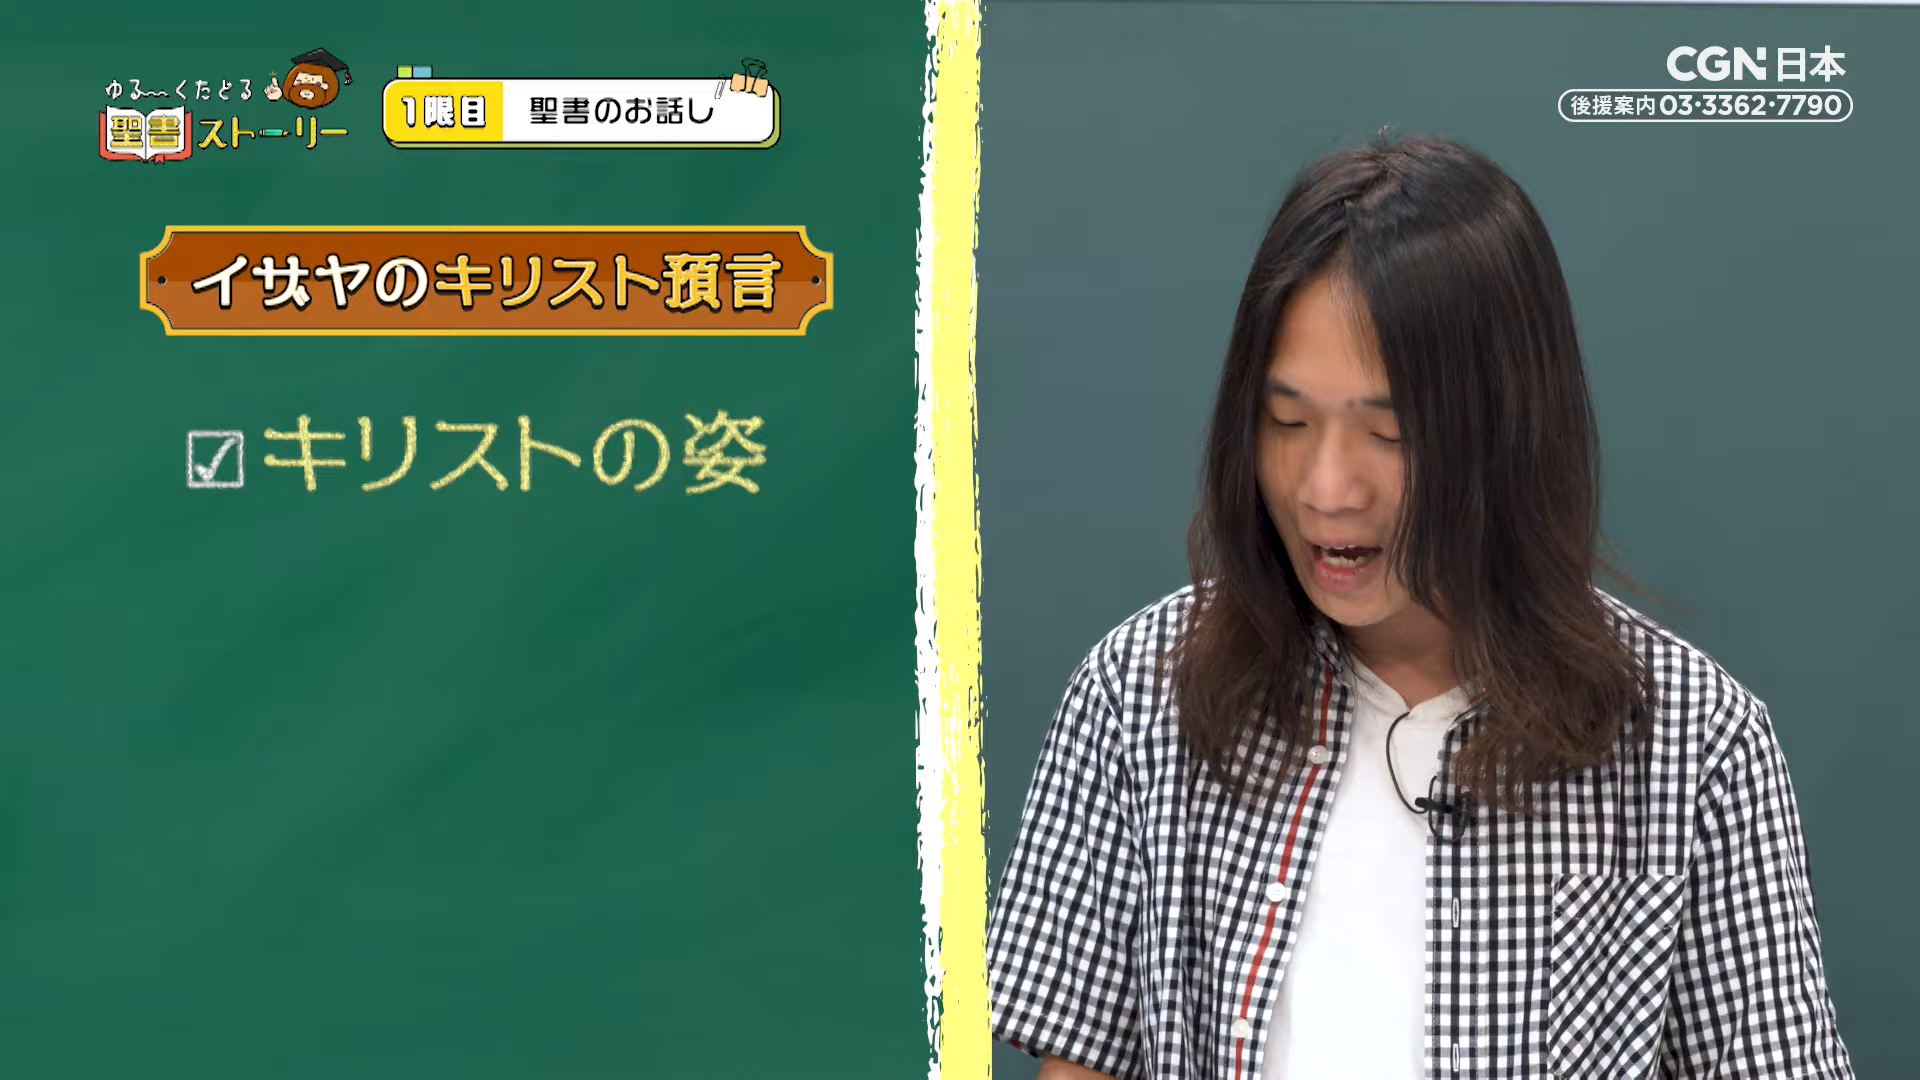 ゆる〜くたどる
聖書ストーリー
1限目 聖書のお話し
CGN日本
後援案内03・3362・7790
イザヤのキリスト預言
キリストの姿